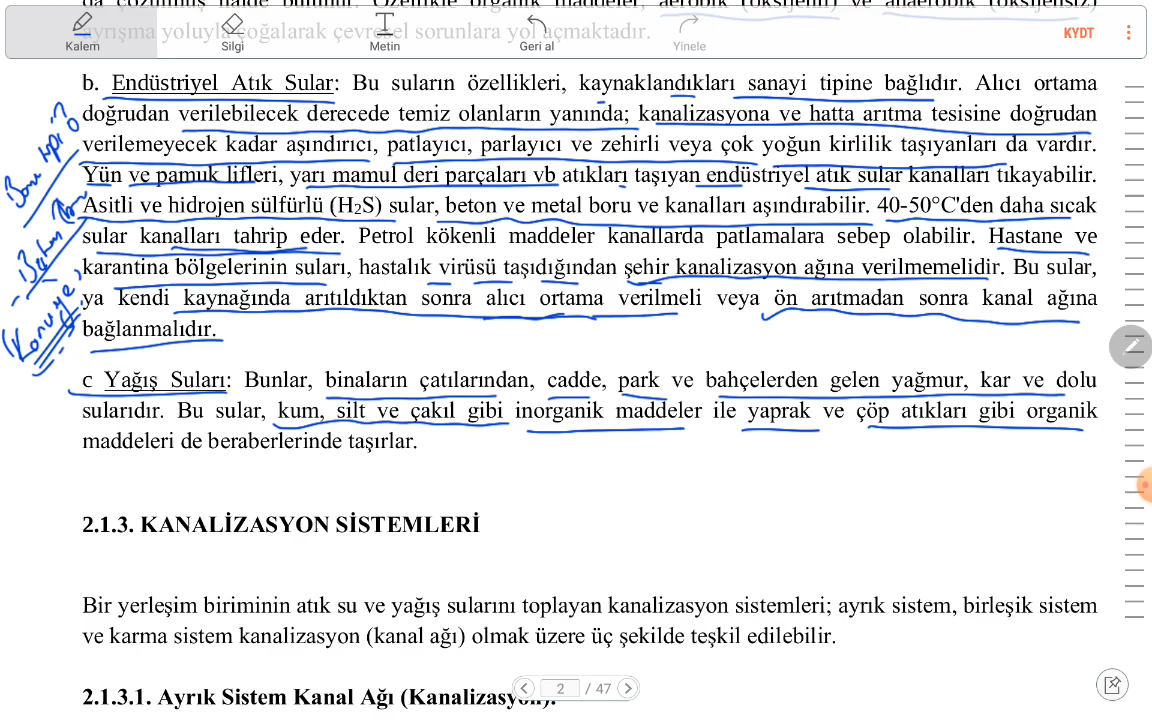 Kalem
Silgi
Metin
Geri al
Yinele
KYDT
ayrışma yoluyla çoğalarak çevresel sorunlara yol açmaktadır.
b. Endüstriyel Atık Sular: Bu suların özellikleri, kaynaklandıkları sanayi tipine bağlıdır. Alıcı ortama
doğrudan verilebilecek derecede temiz olanların yanında; kanalizasyona ve hatta arıtma tesisine doğrudan
verilemeyecek kadar aşındırıcı, patlayıcı, parlayıcı ve zehirli veya çok yoğun kirlilik taşıyanları da vardır.
Yün ve pamuk lifleri, yarı mamul deri parçaları vb atıkları taşıyan endüstriyel atık sular kanalları tıkayabilir.
Asitli ve hidrojen sülfürlü (H₂S) sular, beton ve metal boru ve kanalları aşındırabilir. 40-50°C'den daha sıcak
sular kanalları tahrip eder. Petrol kökenli maddeler kanallarda patlamalara sebep olabilir. Hastane ve
karantina bölgelerinin suları, hastalık virüsü taşıdığından şehir kanalizasyon ağına verilmemelidir. Bu sular,
ya kendi kaynağında arıtıldıktan sonra alıcı ortama verilmeli veya ön arıtmadan sonra kanal ağına
bağlanmalıdır.
c Yağış Suları: Bunlar, binaların çatılarından, cadde, park ve bahçelerden gelen yağmur, kar ve dolu
sularıdır. Bu sular, kum, silt ve çakıl gibi inorganik maddeler ile yaprak ve çöp atıkları gibi organik
maddeleri de beraberlerinde taşırlar.
2.1.3. KANALİZASYON SİSTEMLERİ
Bir yerleşim biriminin atık su ve yağış sularını toplayan kanalizasyon sistemleri; ayrık sistem, birleşik sistem
ve karma sistem kanalizasyon (kanal ağı) olmak üzere üç şekilde teşkil edilebilir.
2.1.3.1. Ayrık Sistem Kanal Ağı (Kanalizasyon):
2 / 47